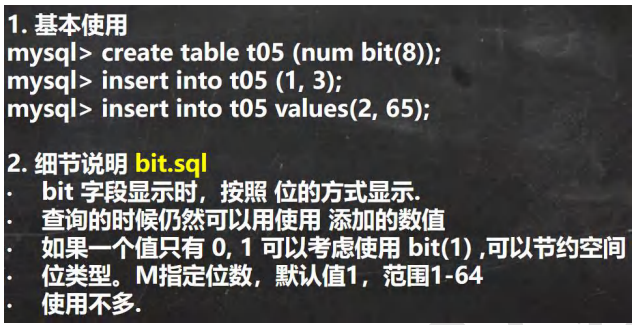 1. 基本使用
mysql> create table t05 (num bit(8));
mysql> insert into t05 (1, 3);
mysql> insert into t05 values(2, 65);
2. 细节说明 bit.sql
· bit 字段显示时，按照 位的方式显示.
· 查询的时候仍然可以用使用 添加的数值
· 如果一个值只有 0, 1 可以考虑使用 bit(1) ,可以节约空间
· 位类型。M指定位数，默认值1，范围1-64
· 使用不多.